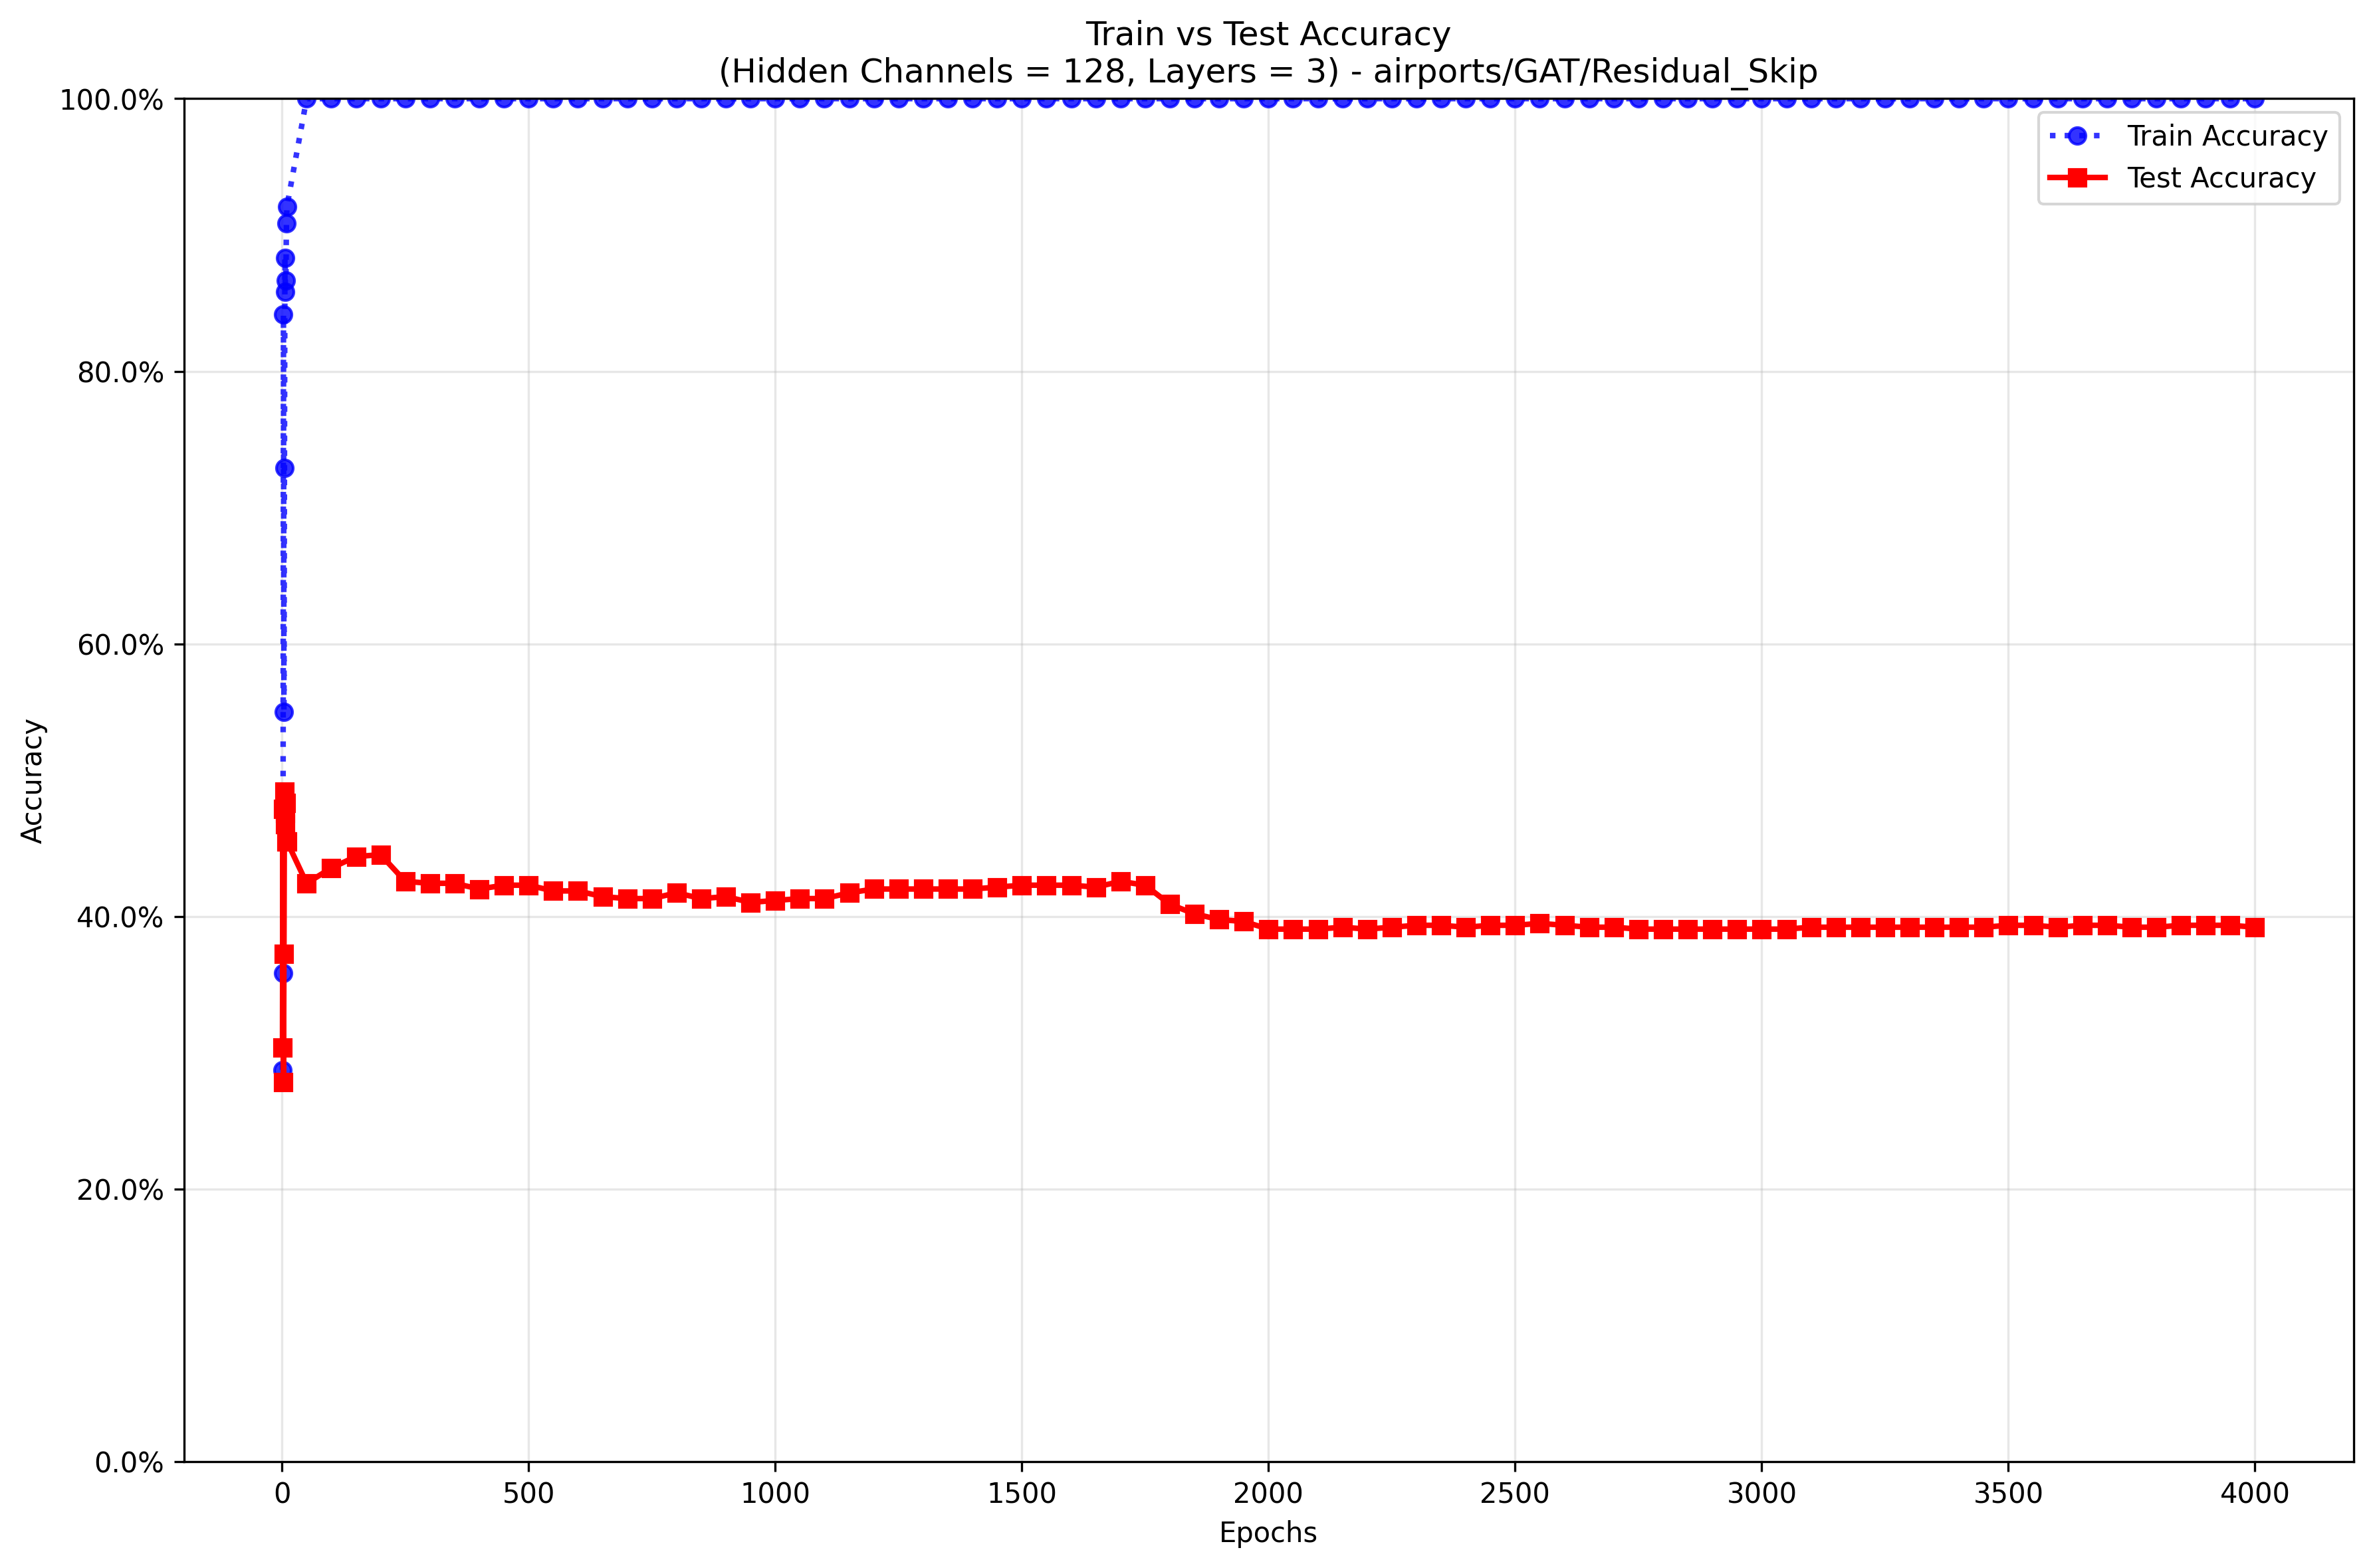 Train vs Test Accuracy
(Hidden Channels = 128, Layers = 3) - airports/GAT/Residual_Skip
100.0%
80.0%
60.0%
40.0%
20.0%
0.0%
Accuracy
Train Accuracy
Test Accuracy
0
500
1000
1500
2000
2500
3000
3500
4000
Epochs